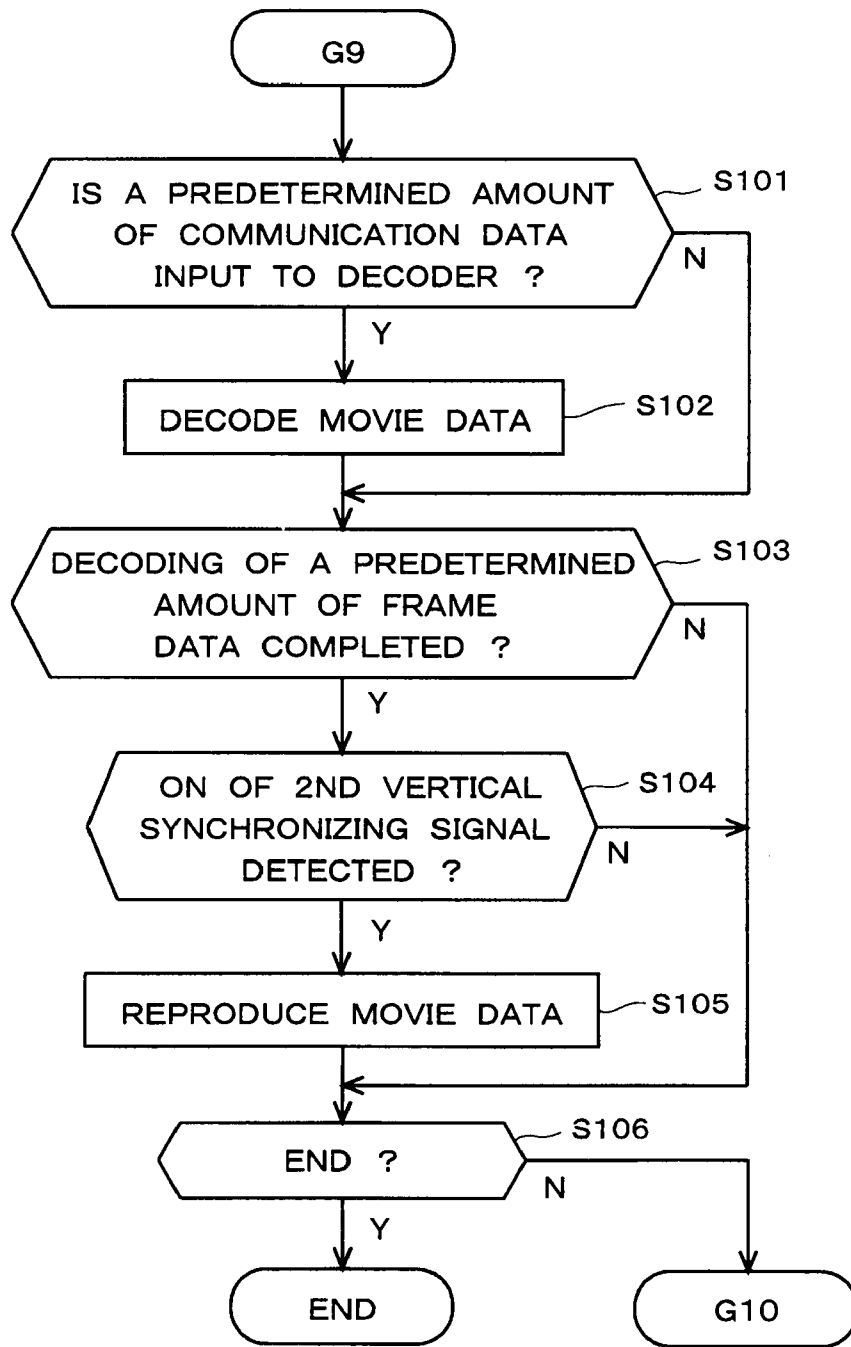 G9
IS A PREDETERMINED AMOUNT
OF COMMUNICATION DATA
INPUT TO DECODER ?
S101
N
Y
DECODE MOVIE DATA
S102
DECODING OF A PREDETERMINED
AMOUNT OF FRAME
DATA COMPLETED ?
S103
N
Y
ON OF 2ND VERTICAL
SYNCHRONIZING SIGNAL
DETECTED ?
S104
N
Y
REPRODUCE MOVIE DATA
S105
END ?
S106
N
Y
END
G10